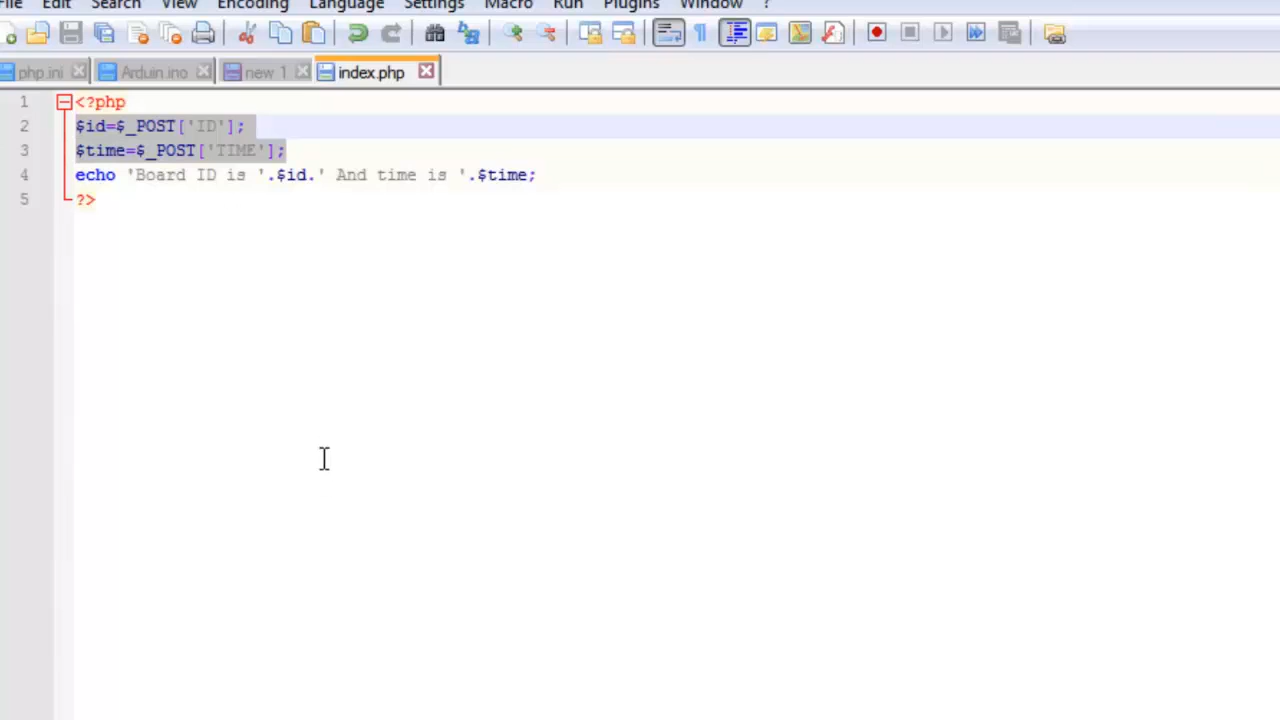 File Edit Search View Encoding Language Settings Macro Run Plugins Window ?
php.ini Arduin.ino new 1 index.php
1 <?php
2 $id=$_POST['ID'];
3 $time=$_POST['TIME'];
4 echo 'Board ID is '.$id.' And time is '.$time;
5 ?>